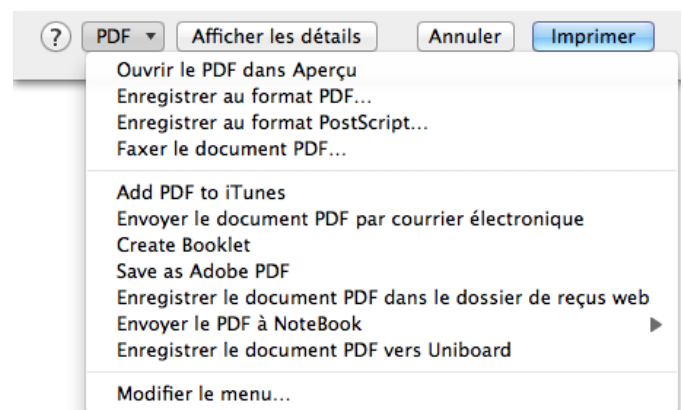 ? PDF ▼ Afficher les détails Annuler Imprimer
Ouvrir le PDF dans Aperçu
Enregistrer au format PDF…
Enregistrer au format PostScript…
Faxer le document PDF…
Add PDF to iTunes
Envoyer le document PDF par courrier électronique
Create Booklet
Save as Adobe PDF
Enregistrer le document PDF dans le dossier de reçus web
Envoyer le PDF à NoteBook ▶
Enregistrer le document PDF vers Uniboard
Modifier le menu…